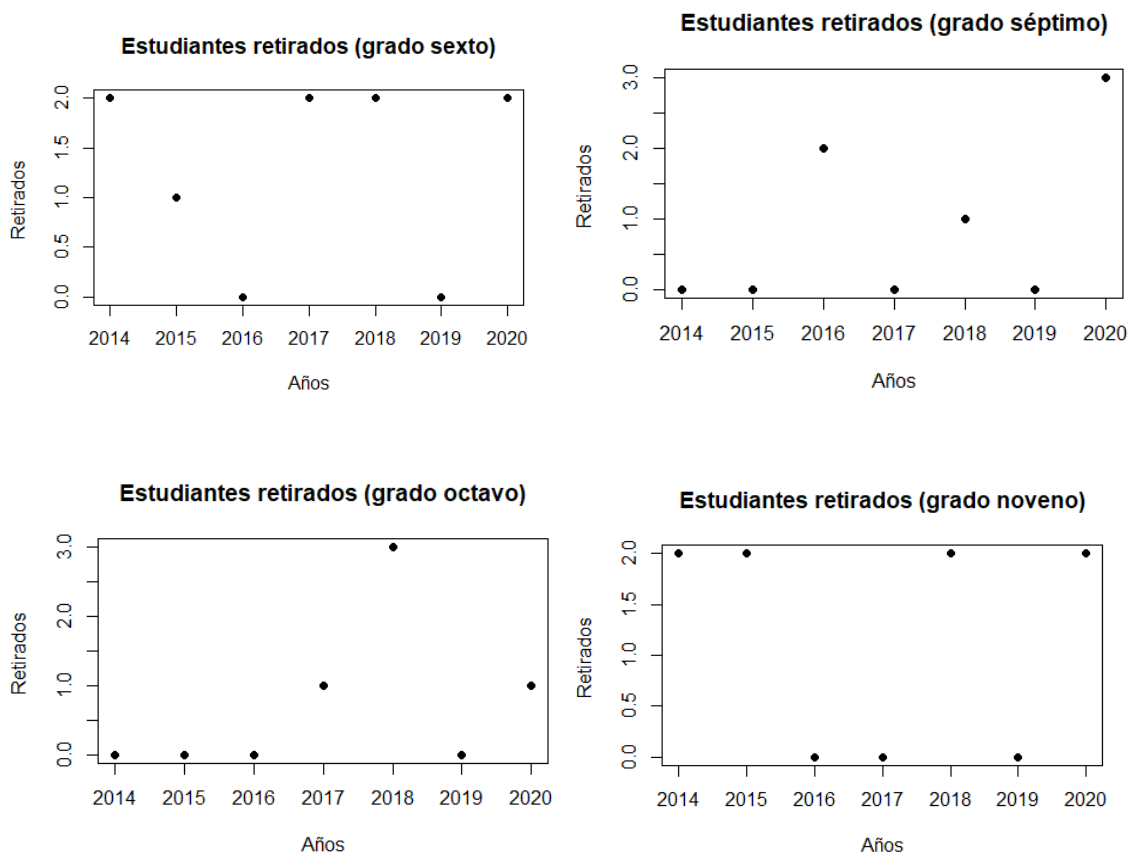 Estudiantes retirados (grado sexto)
2.0
1.5
1.0
0.5
0.0
Retirados
2014 2015 2016 2017 2018 2019 2020
Años
Estudiantes retirados (grado séptimo)
3.0
2.0
1.0
0.0
Retirados
2014 2015 2016 2017 2018 2019 2020
Años
Estudiantes retirados (grado octavo)
3.0
2.0
1.0
0.0
Retirados
2014 2015 2016 2017 2018 2019 2020
Años
Estudiantes retirados (grado noveno)
2.0
1.5
1.0
0.5
0.0
Retirados
2014 2015 2016 2017 2018 2019 2020
Años